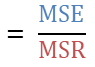 = MSE
MSR